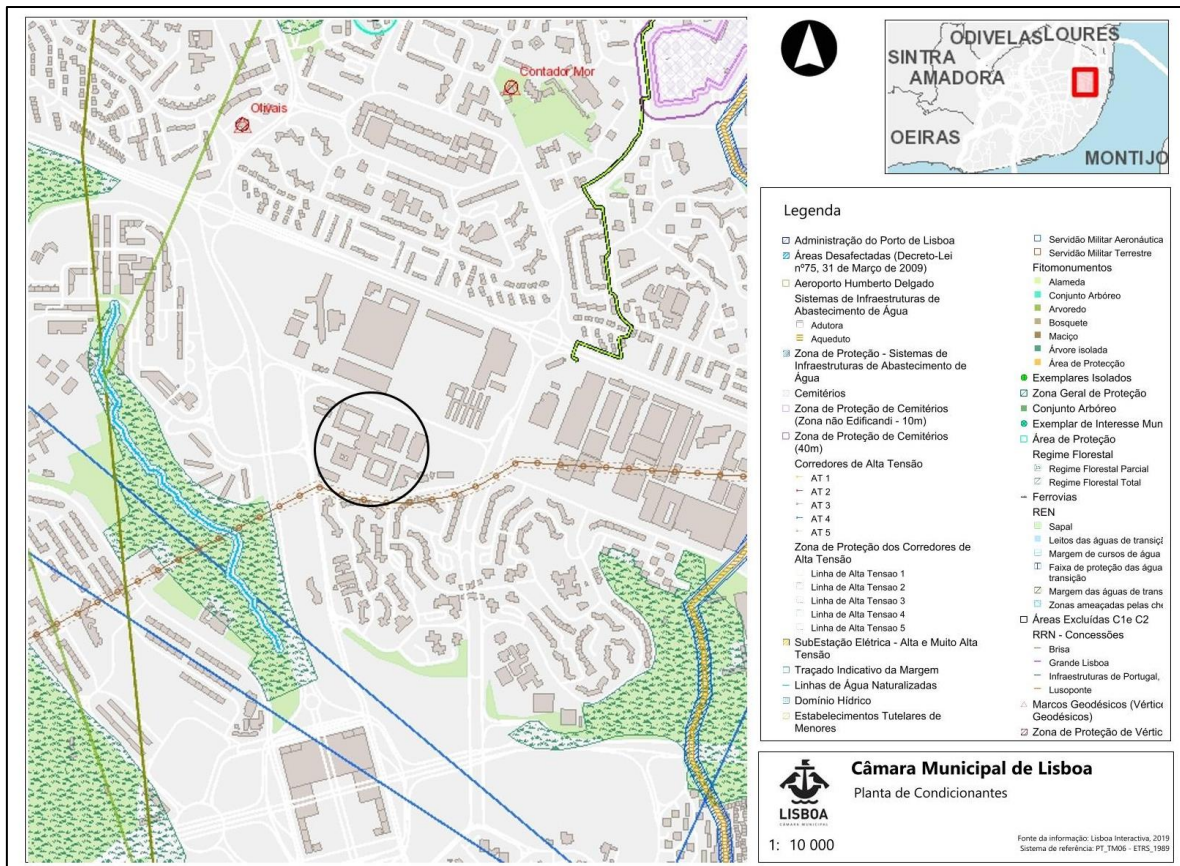 Contador Mor
Olivais
ODIVELAS LOURES
SINTRA
AMADORA
OEIRAS
MONTIJO
Legenda
Administração do Porto de Lisboa
Áreas Desafectadas (Decreto-Lei
nº75, 31 de Março de 2009)
Aeroporto Humberto Delgado
Sistemas de Infraestruturas de
Abastecimento de Água
Adutora
Aqueduto
Zona de Proteção - Sistemas de
Infraestruturas de Abastecimento de
Água
Cemitérios
Zona de Proteção de Cemitérios
(Zona não Edificandi - 10m)
Zona de Proteção de Cemitérios
(40m)
Corredores de Alta Tensão
AT 1
AT 2
AT 3
AT 4
AT 5
Zona de Proteção dos Corredores de
Alta Tensão
Linha de Alta Tensao 1
Linha de Alta Tensao 2
Linha de Alta Tensao 3
Linha de Alta Tensao 4
Linha de Alta Tensao 5
SubEstação Elétrica - Alta e Muito Alta
Tensão
Traçado Indicativo da Margem
Linhas de Água Naturalizadas
Domínio Hídrico
Estabelecimentos Tutelares de
Menores
Servidão Militar Aeronáutica
Servidão Militar Terrestre
Fitomonumentos
Alameda
Conjunto Arbóreo
Arvoredo
Bosquete
Maciço
Árvore isolada
Área de Protecção
Exemplares Isolados
Zona Geral de Proteção
Conjunto Arbóreo
Exemplar de Interesse Mun
Área de Proteção
Regime Florestal
Regime Florestal Parcial
Regime Florestal Total
Ferrovias
REN
Sapal
Leitos das águas de transiçã
Margem de cursos de água
Faixa de proteção das água
transição
Margem das águas de trans
Zonas ameaçadas pelas che
Áreas Excluídas C1e C2
RRN - Concessões
Brisa
Grande Lisboa
Infraestruturas de Portugal,
Lusoponte
Marcos Geodésicos (Vértice
Geodésicos)
Zona de Proteção de Vértic
Câmara Municipal de Lisboa
Planta de Condicionantes
LISBOA
CÂMARA MUNICIPAL
1: 10 000
Fonte da informação: Lisboa Interactiva, 2019
Sistema de referência: PT_TM06 - ETRS_1989